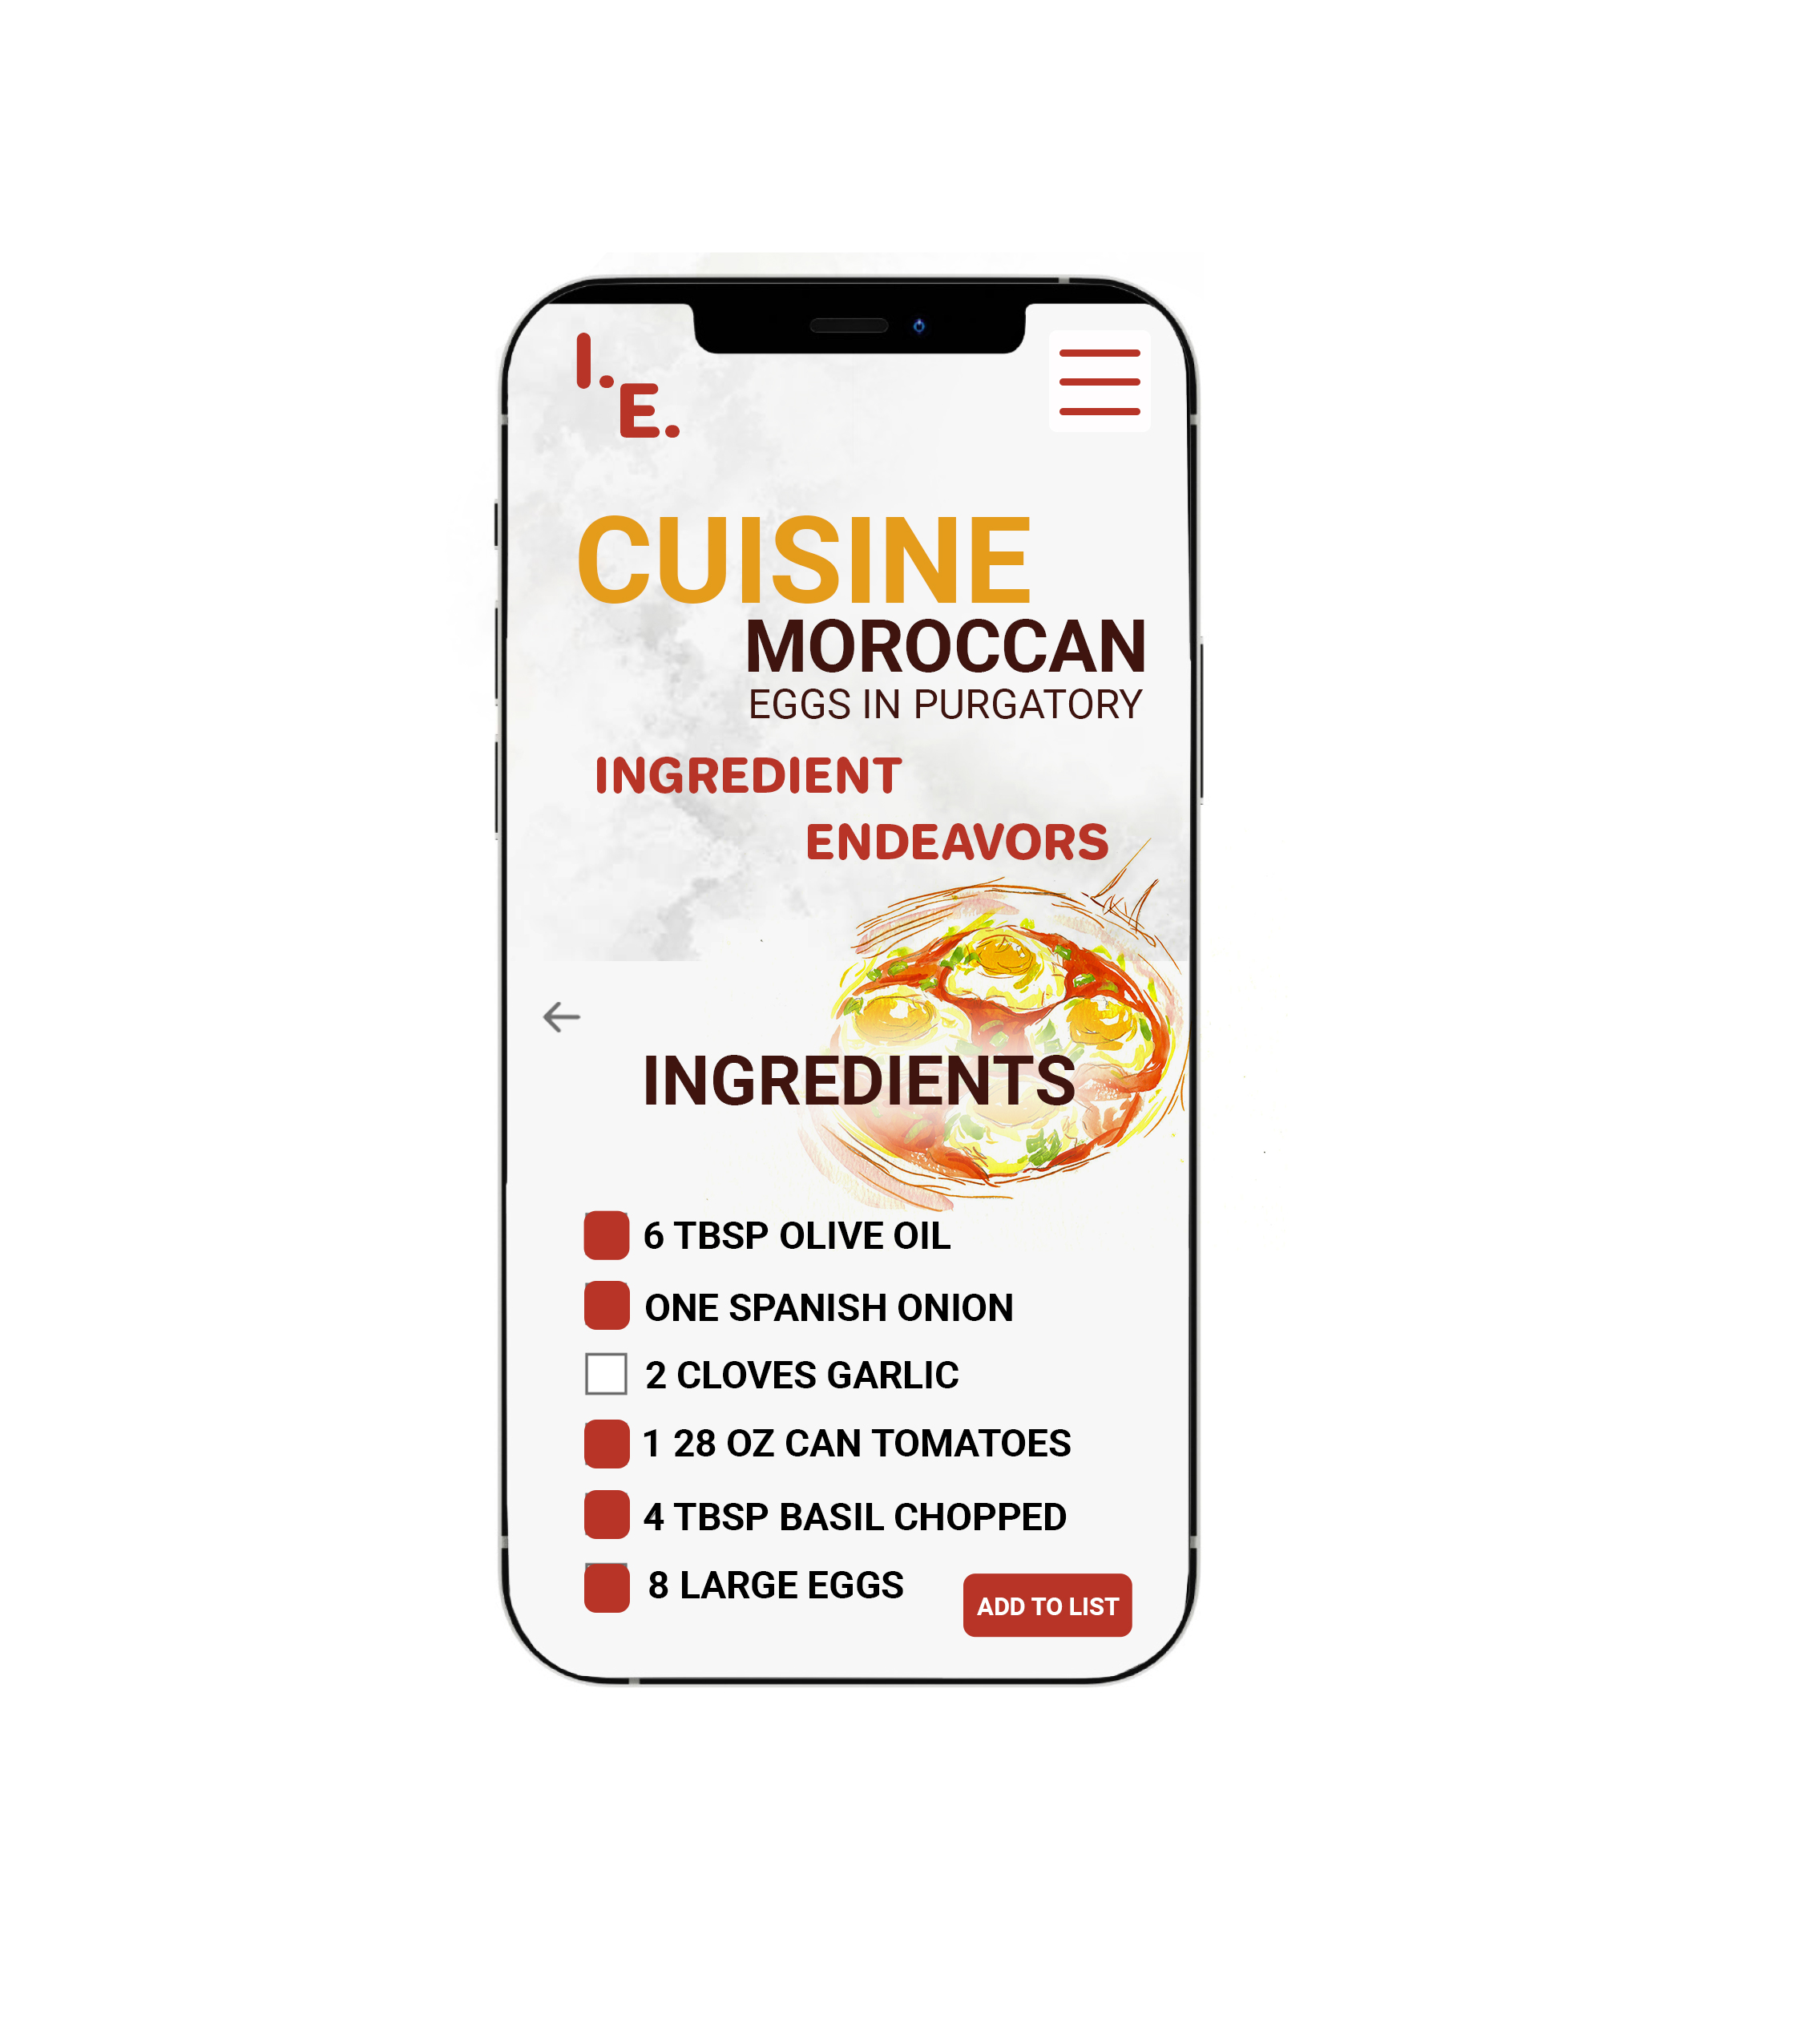 I.
E.
CUISINE
MOROCCAN
EGGS IN PURGATORY
INGREDIENT
ENDEAVORS
INGREDIENTS
6 TBSP OLIVE OIL
ONE SPANISH ONION
2 CLOVES GARLIC
1 28 OZ CAN TOMATOES
4 TBSP BASIL CHOPPED
8 LARGE EGGS
ADD TO LIST